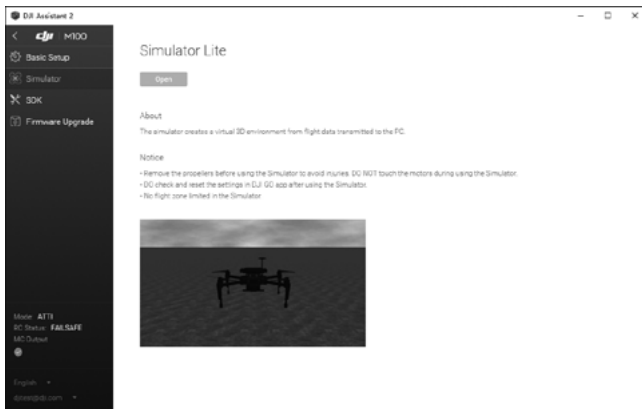 DJI Assistant 2
dji M100
Basic Setup
Simulator
SDK
Firmware Upgrade
Simulator Lite
Open
About
The simulator creates a virtual 3D environment from flight data transmitted to the PC.
Notice
- Remove the propellers before using the Simulator to avoid injuries. DO NOT touch the motors during using the Simulator.
- DO check and reset the settings in DJI GO app after using the Simulator.
- No flight zone limited in the Simulator
Mode ATTI
RC Status FAILSAFE
MC Output
English